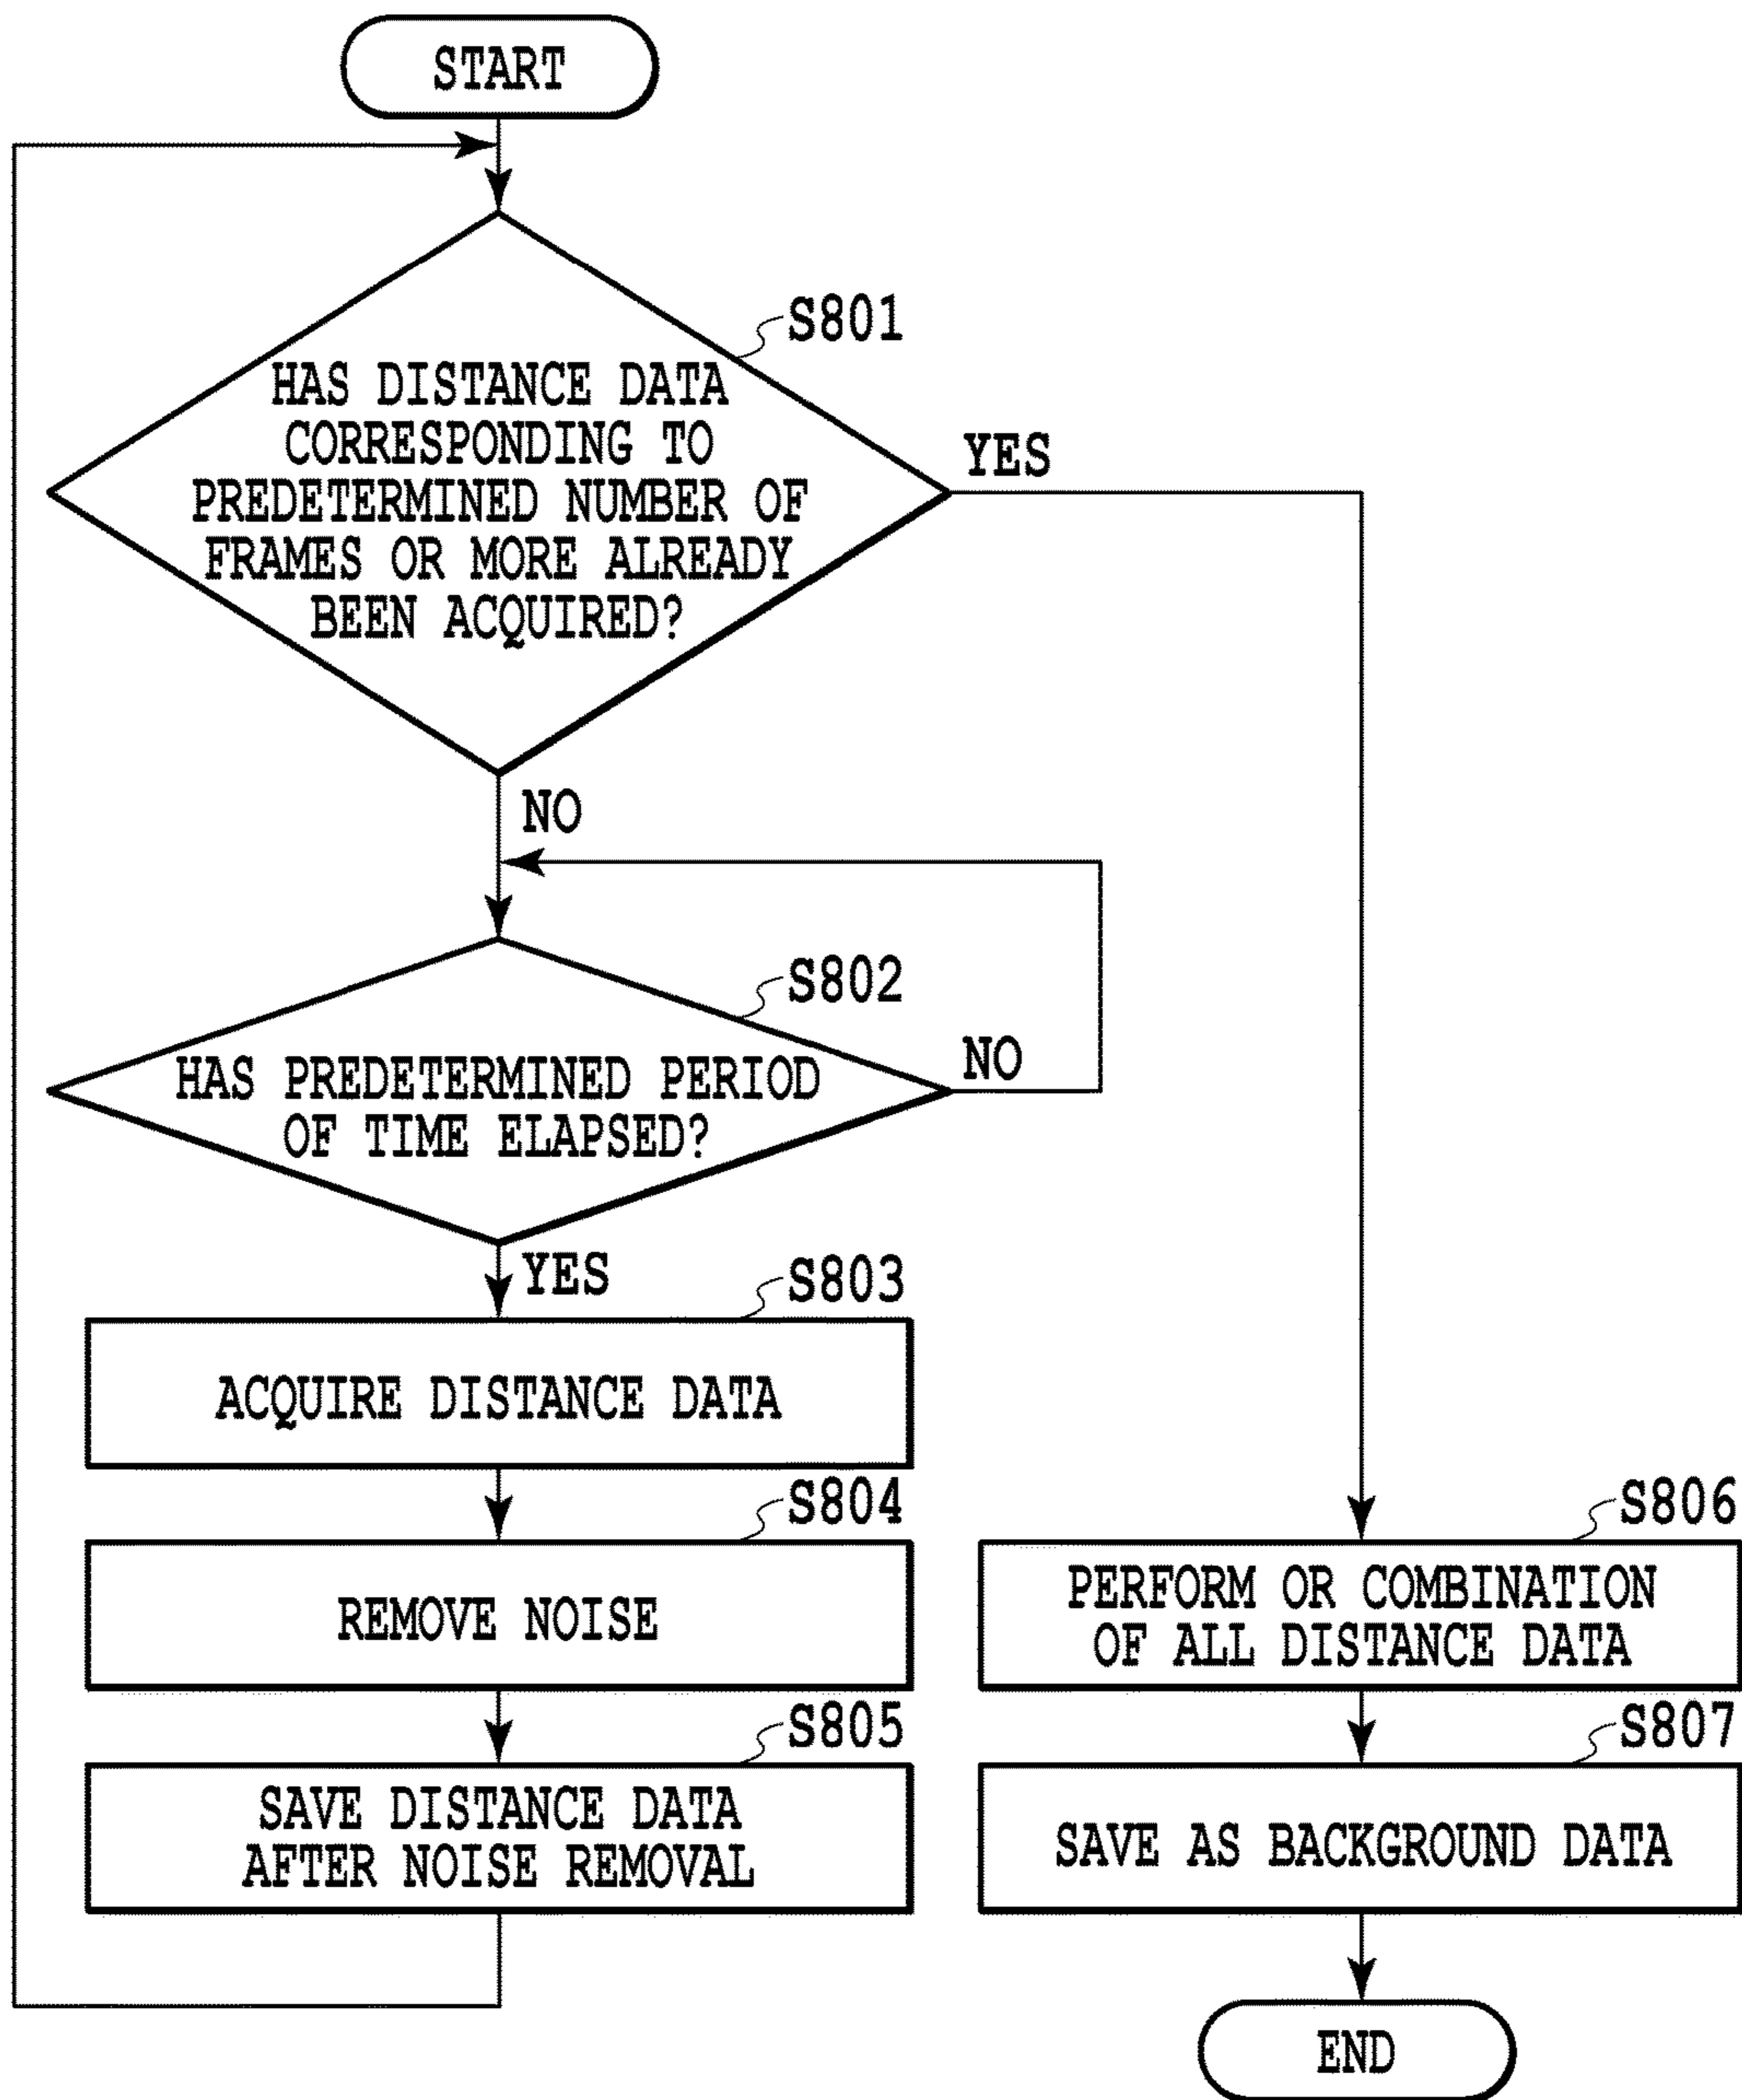 START
S801
HAS DISTANCE DATA
CORRESPONDING TO
PREDETERMINED NUMBER OF
FRAMES OR MORE ALREADY
BEEN ACQUIRED?
YES
NO
S802
HAS PREDETERMINED PERIOD
OF TIME ELAPSED?
NO
YES
S803
ACQUIRE DISTANCE DATA
S804
REMOVE NOISE
S805
SAVE DISTANCE DATA
AFTER NOISE REMOVAL
S806
PERFORM OR COMBINATION
OF ALL DISTANCE DATA
S807
SAVE AS BACKGROUND DATA
END